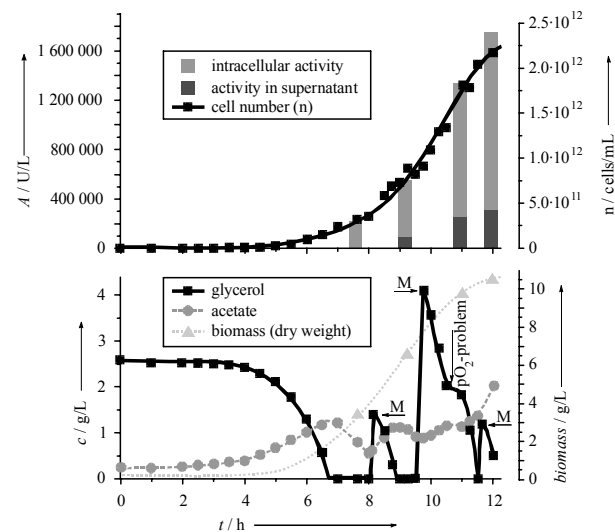 2.5·10¹²
1 600 000
intracellular activity
2.0·10¹²
activity in supernatant
1 200 000
cell number (n)
1.5·10¹²
A / U/L
800 000
1.0·10¹²
n / cells/mL
400 000
5.0·10¹¹
0
0
glycerol
acetate
biomass (dry weight)
M
4
10
3
8
pO₂-problem
c / g/L
2
6
biomass / g/L
M
M
4
1
2
0
0
0
2
4
6
8
10
12
t / h